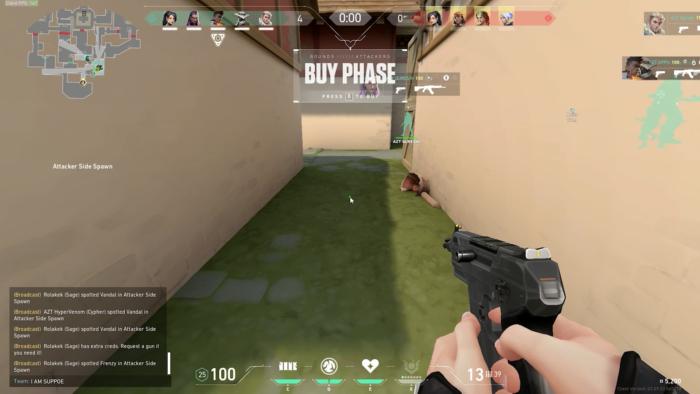 4
0:00
BUY PHASE
PRESS B TO BUY
Attacker Side Spawn
(Broadcast) Rolakek (Sage) spotted Vandal in Attacker Side
Spawn
(Broadcast) AZT HyperVenom (Cypher) spotted Vandal in
Attacker Side Spawn
(Broadcast) Rolakek (Sage) spotted Vandal in Attacker Side
Spawn
(Broadcast) Rolakek (Sage) has extra creds. Request a gun if
you need it!
(Broadcast) Rolakek (Sage) spotted Frenzy in Attacker Side
Spawn
Team: I AM SUPPOE
25 100
C Q E X
13 39
5,200